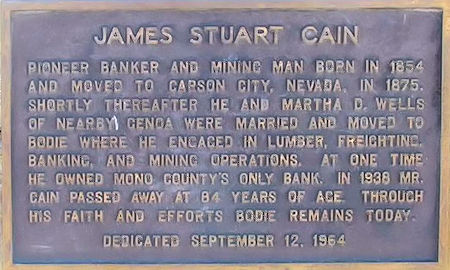 JAMES STUART CAIN
PIONEER BANKER AND MINING MAN BORN IN 1854
AND MOVED TO CARSON CITY, NEVADA, IN 1875.
SHORTLY THEREAFTER HE AND MARTHA D. WELLS
OF NEARBY GENOA WERE MARRIED AND MOVED TO
BODIE WHERE HE ENGAGED IN LUMBER, FREIGHTING,
BANKING, AND MINING OPERATIONS. AT ONE TIME
HE OWNED MONO COUNTY'S ONLY BANK. IN 1938 MR.
CAIN PASSED AWAY AT 84 YEARS OF AGE. THROUGH
HIS FAITH AND EFFORTS BODIE REMAINS TODAY.
DEDICATED SEPTEMBER 12, 1964